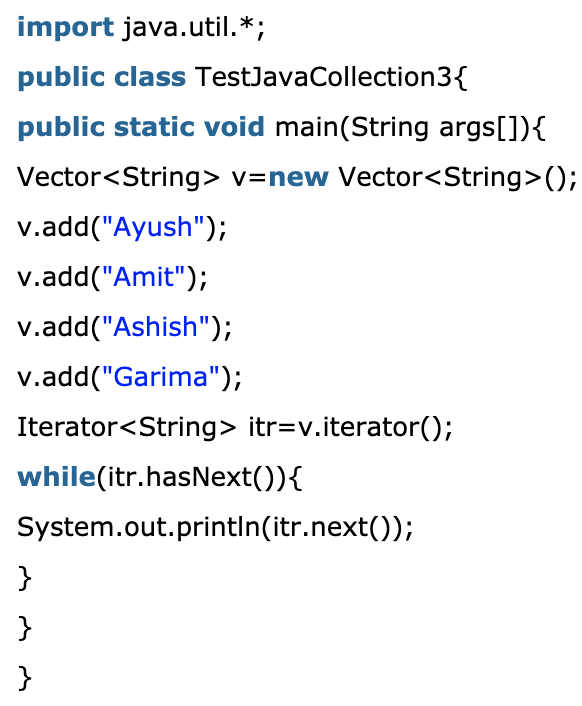 import java.util.*;
public class TestJavaCollection3{
public static void main(String args[]){
Vector<String> v=new Vector<String>();
v.add("Ayush");
v.add("Amit");
v.add("Ashish");
v.add("Garima");
Iterator<String> itr=v.iterator();
while(itr.hasNext()){
System.out.println(itr.next());
}
}
}